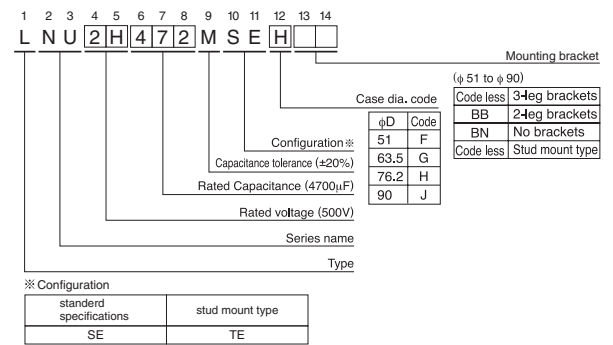 1 2 3 4 5 6 7 8 9 10 11 12 13 14
L N U 2 H 4 7 2 M S E H
Mounting bracket
(φ 51 to φ 90)
Code less 3-leg brackets
BB 2-leg brackets
BN No brackets
Code less Stud mount type
Case dia. code
φD Code
51 F
63.5 G
76.2 H
90 J
Configuration※
Capacitance tolerance (±20%)
Rated Capacitance (4700µF)
Rated voltage (500V)
Series name
Type
※ Configuration
standerd specifications stud mount type
SE TE